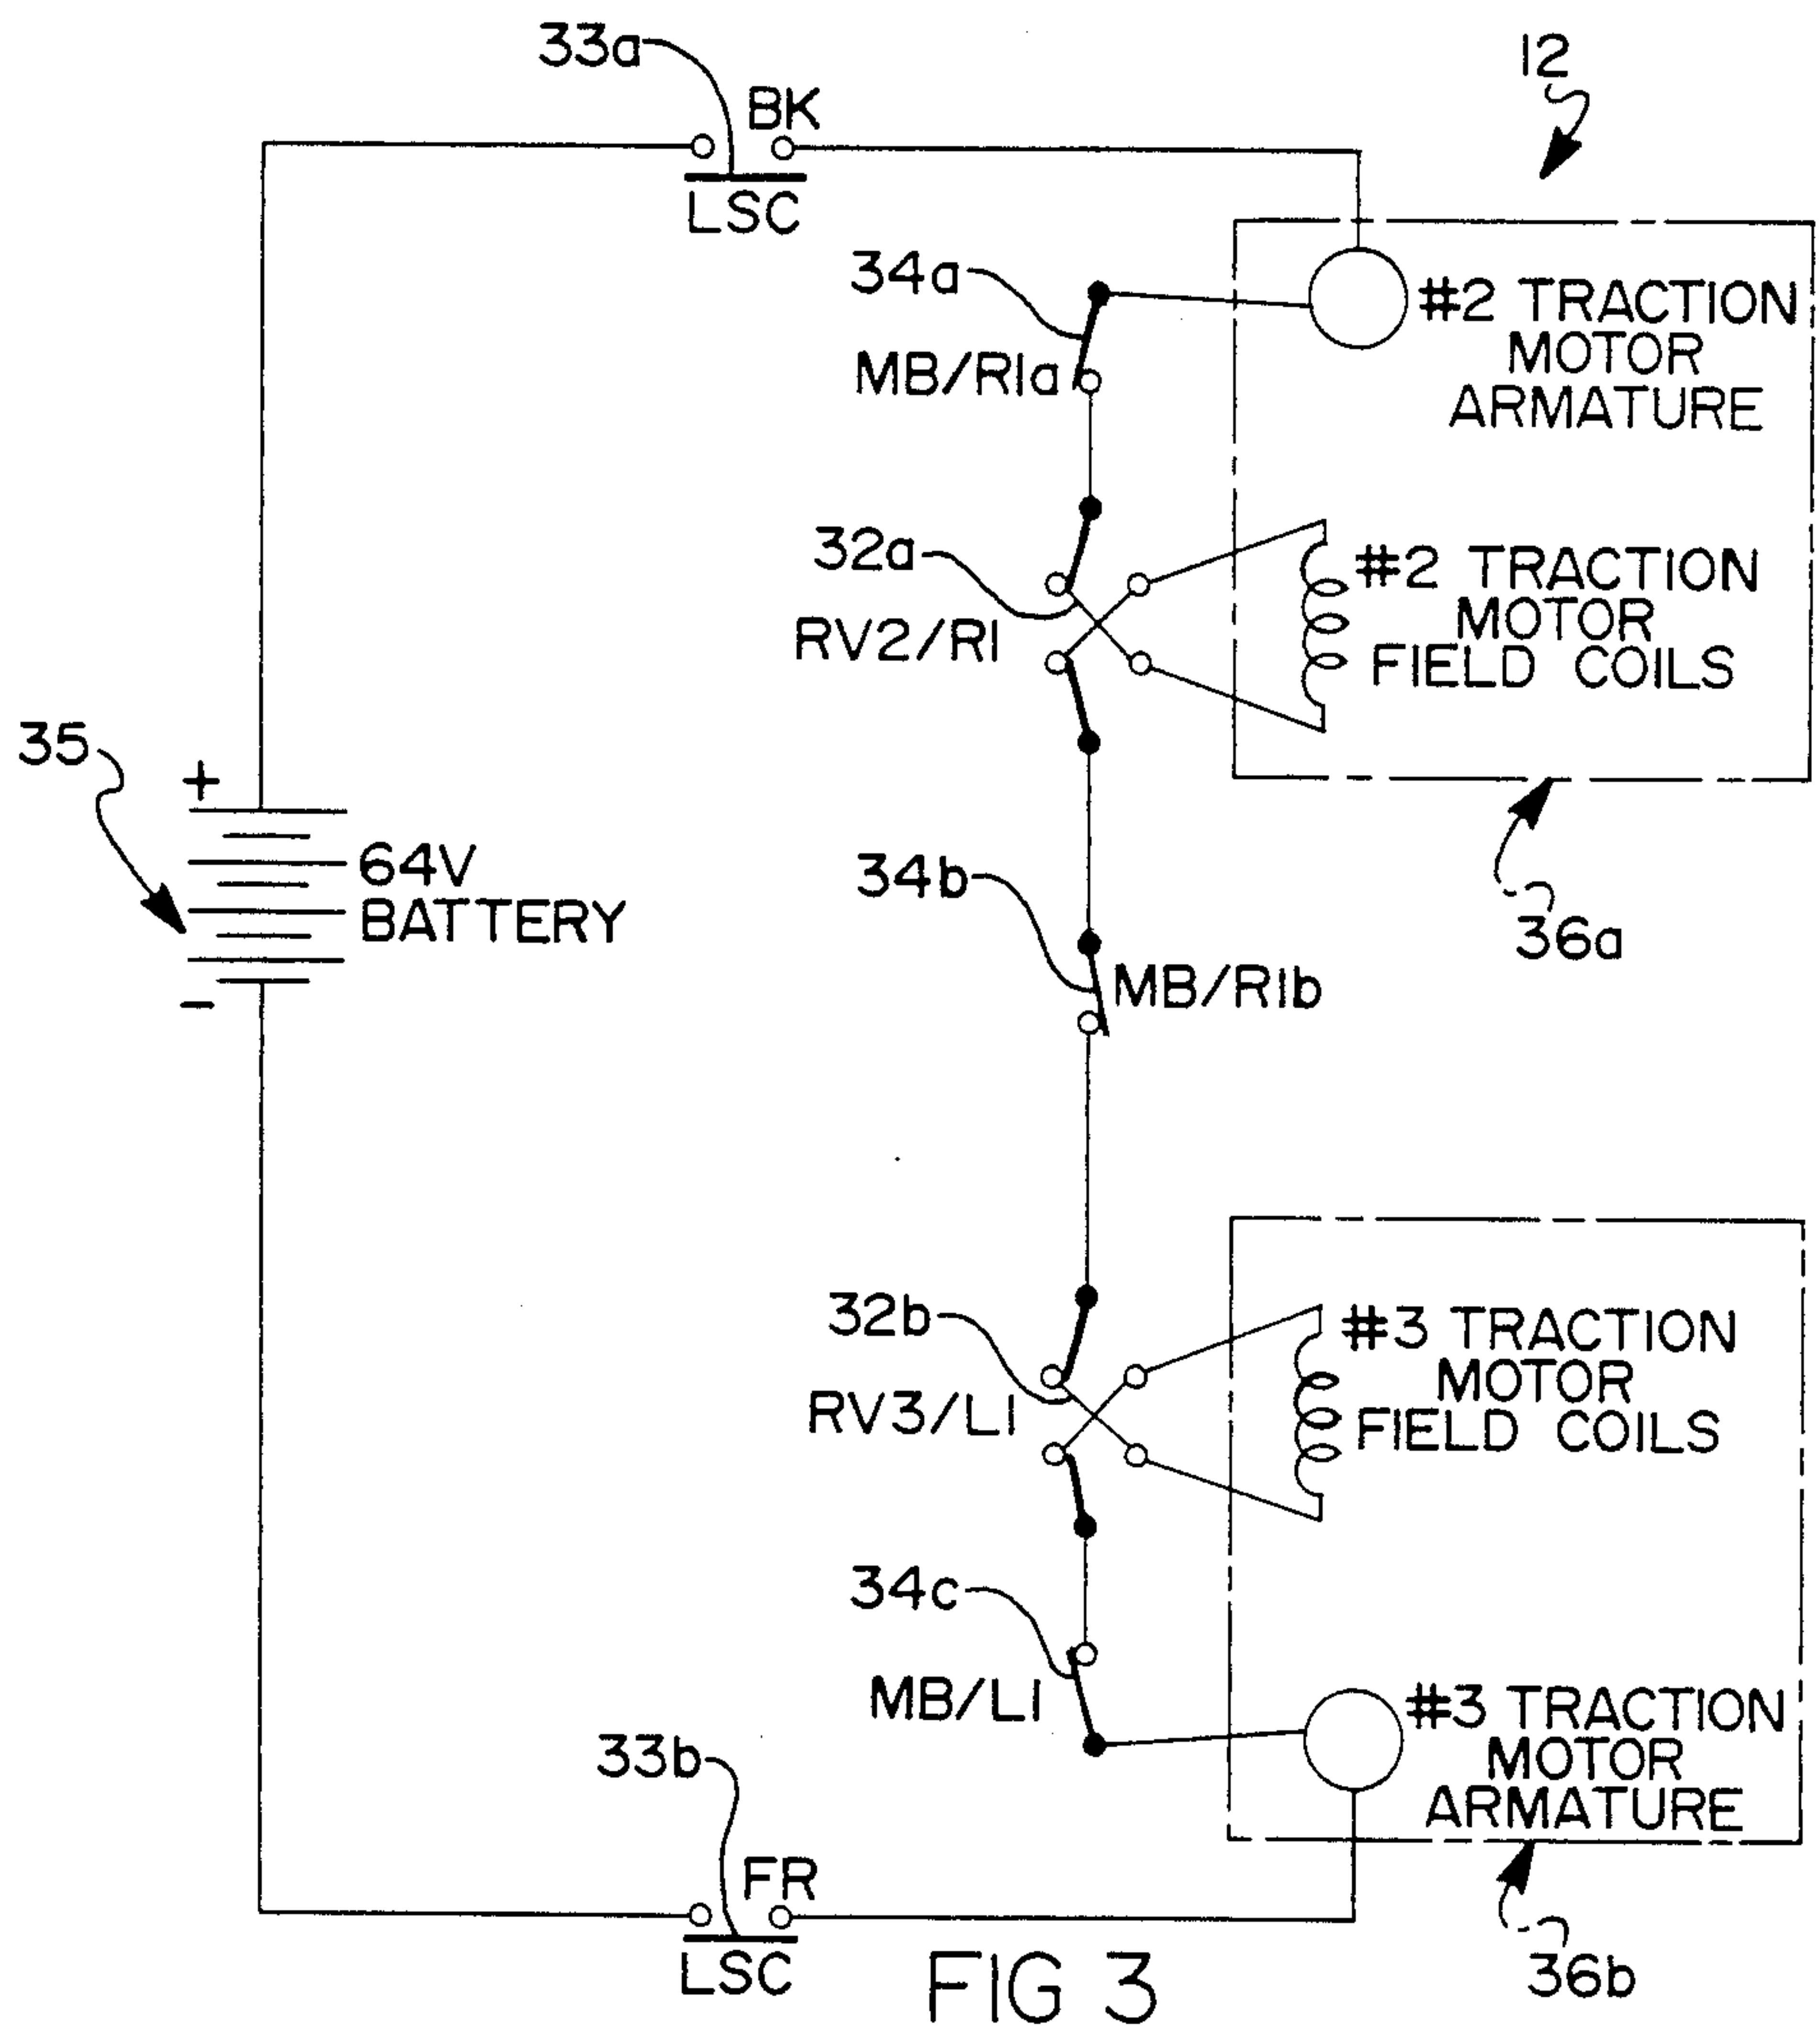 33a
BK
LSC
12
34a
MB/R1a
#2 TRACTION
MOTOR
ARMATURE
32a
RV2/R1
#2 TRACTION
MOTOR
FIELD COILS
35
+
64V
BATTERY
-
36a
34b
MB/R1b
32b
RV3/L1
#3 TRACTION
MOTOR
FIELD COILS
34c
MB/L1
#3 TRACTION
MOTOR
ARMATURE
33b
FR
LSC
36b
FIG 3